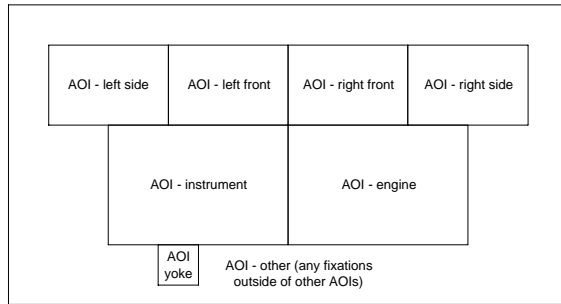 AOI - left side
AOI - left front
AOI - right front
AOI - right side
AOI - instrument
AOI - engine
AOI
yoke
AOI - other (any fixations
outside of other AOIs)